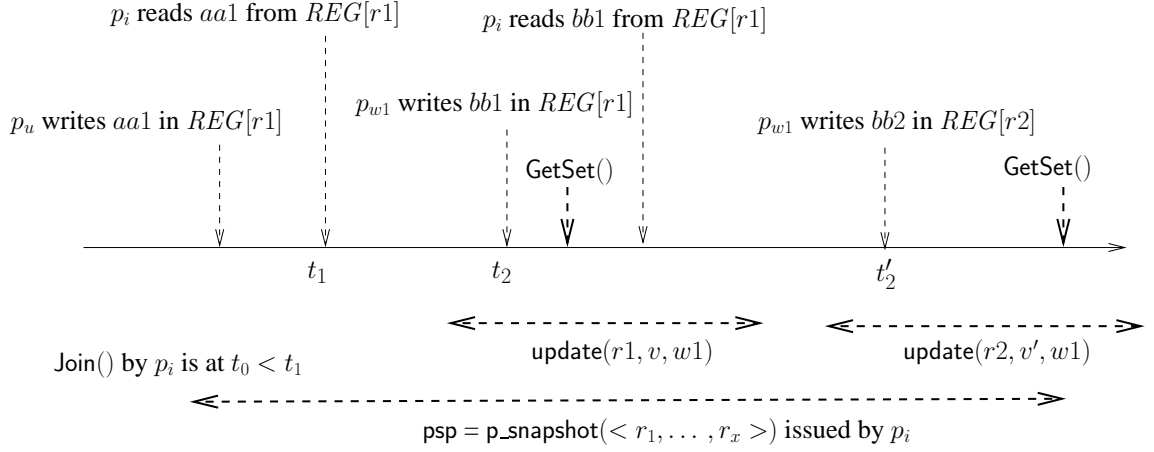 p_i reads aa1 from REG[r1]
p_i reads bb1 from REG[r1]
p_u writes aa1 in REG[r1]
p_{w1} writes bb1 in REG[r1]
p_{w1} writes bb2 in REG[r2]
GetSet()
GetSet()
t_1
t_2
t'_2
update(r1, v, w1)
update(r2, v', w1)
Join() by p_i is at t_0 < t_1
psp = p_snapshot(< r_1, . . . , r_x >) issued by p_i